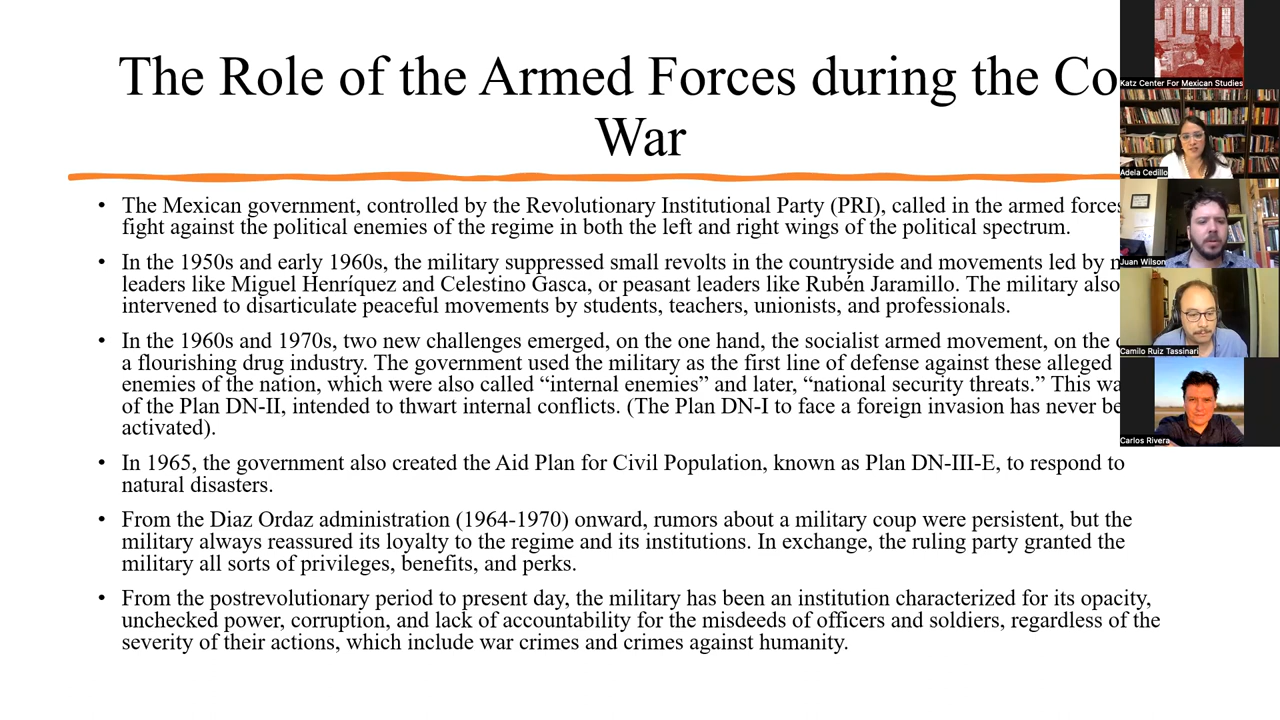 The Role of the Armed Forces during the Co
War
• The Mexican government, controlled by the Revolutionary Institutional Party (PRI), called in the armed forces
fight against the political enemies of the regime in both the left and right wings of the political spectrum.
• In the 1950s and early 1960s, the military suppressed small revolts in the countryside and movements led by
leaders like Miguel Henríquez and Celestino Gasca, or peasant leaders like Rubén Jaramillo. The military also
intervened to disarticulate peaceful movements by students, teachers, unionists, and professionals.
• In the 1960s and 1970s, two new challenges emerged, on the one hand, the socialist armed movement, on the
a flourishing drug industry. The government used the military as the first line of defense against these alleged
enemies of the nation, which were also called “internal enemies” and later, “national security threats.” This wa
of the Plan DN-II, intended to thwart internal conflicts. (The Plan DN-I to face a foreign invasion has never be
activated).
• In 1965, the government also created the Aid Plan for Civil Population, known as Plan DN-III-E, to respond to
natural disasters.
• From the Diaz Ordaz administration (1964-1970) onward, rumors about a military coup were persistent, but the
military always reassured its loyalty to the regime and its institutions. In exchange, the ruling party granted the
military all sorts of privileges, benefits, and perks.
• From the postrevolutionary period to present day, the military has been an institution characterized for its opacity,
unchecked power, corruption, and lack of accountability for the misdeeds of officers and soldiers, regardless of the
severity of their actions, which include war crimes and crimes against humanity.
Katz Center For Mexican Studies
Adela Cedillo
Juan Wilson
Camilo Ruiz Tassinari
Carlos Rivera